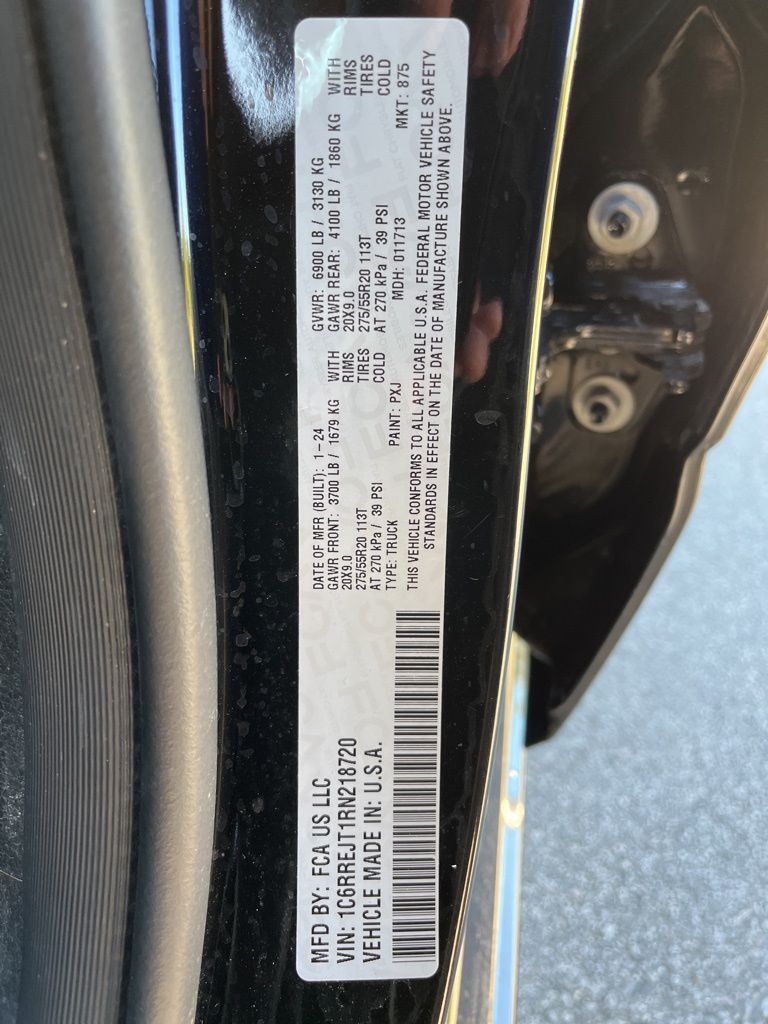 MFD BY: FCA US LLC
VIN: 1C6RREJT1RN218720
VEHICLE MADE IN: U.S.A.
DATE OF MFR (BUILT): 1-24 GVWR: 6900 LB / 3130 KG
GAWR FRONT: 3700 LB / 1679 KG WITH GAWR REAR: 4100 LB / 1860 KG WITH
20X9.0 RIMS 20X9.0 RIMS
275/55R20 113T TIRES 275/55R20 113T TIRES
AT 270 kPa / 39 PSI COLD AT 270 kPa / 39 PSI COLD
TYPE: TRUCK PAINT: PXJ MDH: 011713 MKT: 875
THIS VEHICLE CONFORMS TO ALL APPLICABLE U.S.A. FEDERAL MOTOR VEHICLE SAFETY
STANDARDS IN EFFECT ON THE DATE OF MANUFACTURE SHOWN ABOVE.